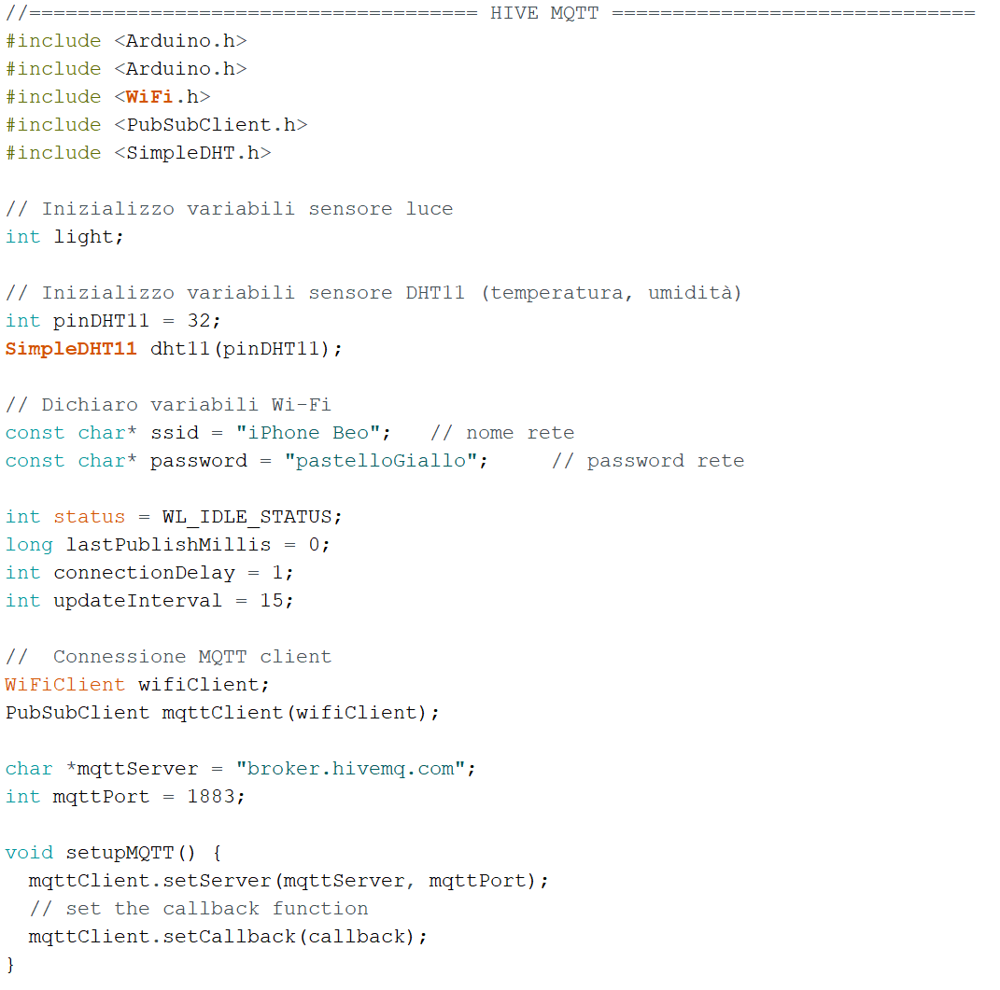 //===================================== HIVE MQTT ==============================
#include <Arduino.h>
#include <Arduino.h>
#include <WiFi.h>
#include <PubSubClient.h>
#include <SimpleDHT.h>

// Inizializzo variabili sensore luce
int light;

// Inizializzo variabili sensore DHT11 (temperatura, umidità)
int pinDHT11 = 32;
SimpleDHT11 dht11(pinDHT11);

// Dichiaro variabili Wi-Fi
const char* ssid = "iPhone Beo";   // nome rete
const char* password = "pastelloGiallo";     // password rete

int status = WL_IDLE_STATUS;
long lastPublishMillis = 0;
int connectionDelay = 1;
int updateInterval = 15;

//  Connessione MQTT client
WiFiClient wifiClient;
PubSubClient mqttClient(wifiClient);

char *mqttServer = "broker.hivemq.com";
int mqttPort = 1883;

void setupMQTT() {
  mqttClient.setServer(mqttServer, mqttPort);
  // set the callback function
  mqttClient.setCallback(callback);
}